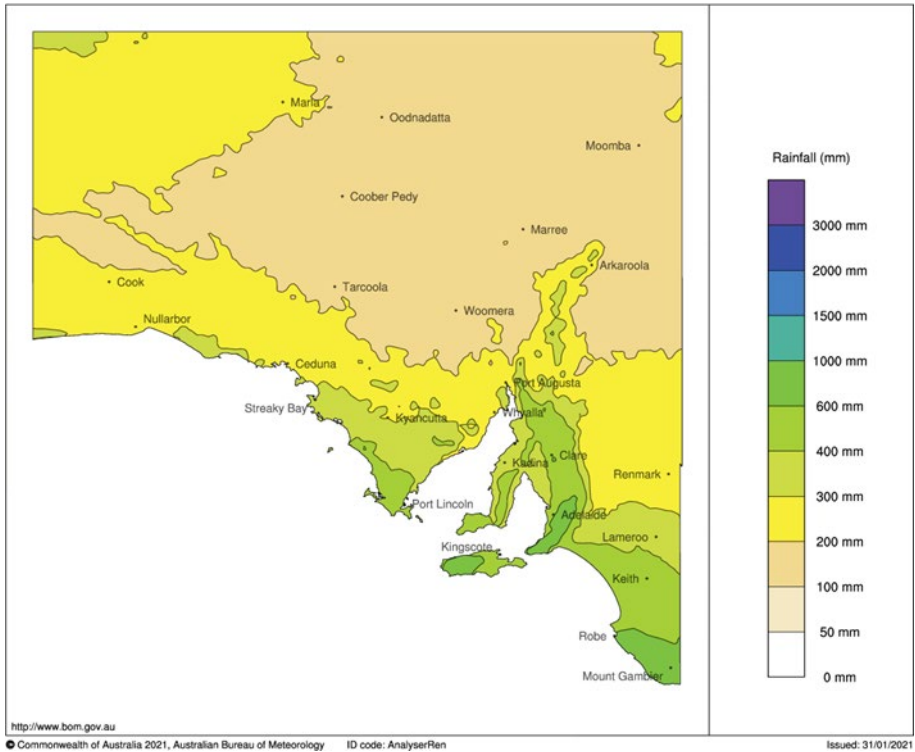 Marla
Oodnadatta
Moomba
Coober Pedy
Marree
Arkaroola
Cook
Tarcoola
Woomera
Nullarbor
Ceduna
Port Augusta
Streaky Bay
Kyancutta
Whyalla
Clare
Kadina
Renmark
Port Lincoln
Adelaide
Lameroo
Kingscote
Keith
Robe
Mount Gambier
Rainfall (mm)
3000 mm
2000 mm
1500 mm
1000 mm
600 mm
400 mm
300 mm
200 mm
100 mm
50 mm
0 mm
http://www.bom.gov.au
© Commonwealth of Australia 2021, Australian Bureau of Meteorology ID code: AnalyserRen Issued: 31/01/2021